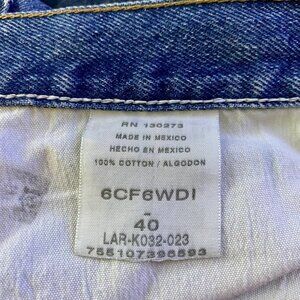 RN 130273
MADE IN MEXICO
HECHO EN MEXICO
100% COTTON / ALGODON
6CF6WDI
-
40
LAR-K032-023
755107396593